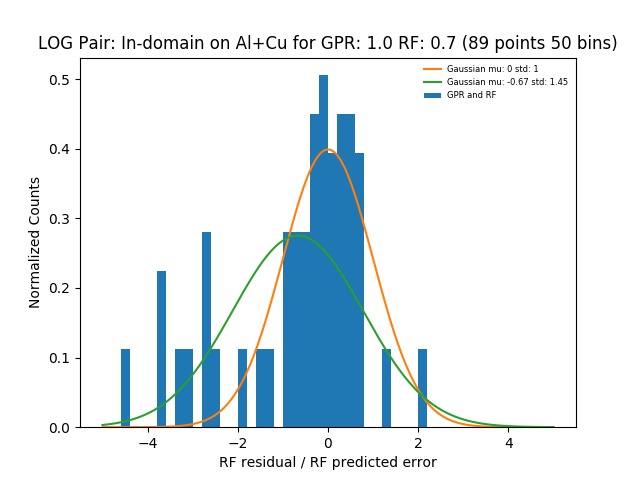 LOG Pair: In-domain on Al+Cu for GPR: 1.0 RF: 0.7 (89 points 50 bins)
Gaussian mu: 0 std: 1
Gaussian mu: -0.67 std: 1.45
GPR and RF
0.5
0.4
0.3
0.2
0.1
0.0
Normalized Counts
−4
−2
0
2
4
RF residual / RF predicted error